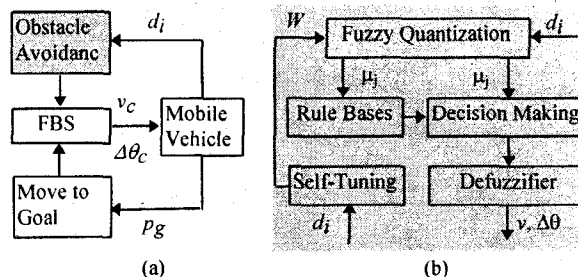 Obstacle
Avoidanc
d_i
FBS
v_c
Δθ_c
Mobile
Vehicle
Move to
Goal
p_g
(a)
W
Fuzzy Quantization
d_i
μ_j
μ_j
Rule Bases
Decision Making
Self-Tuning
Defuzzifier
d_i
v, Δθ
(b)